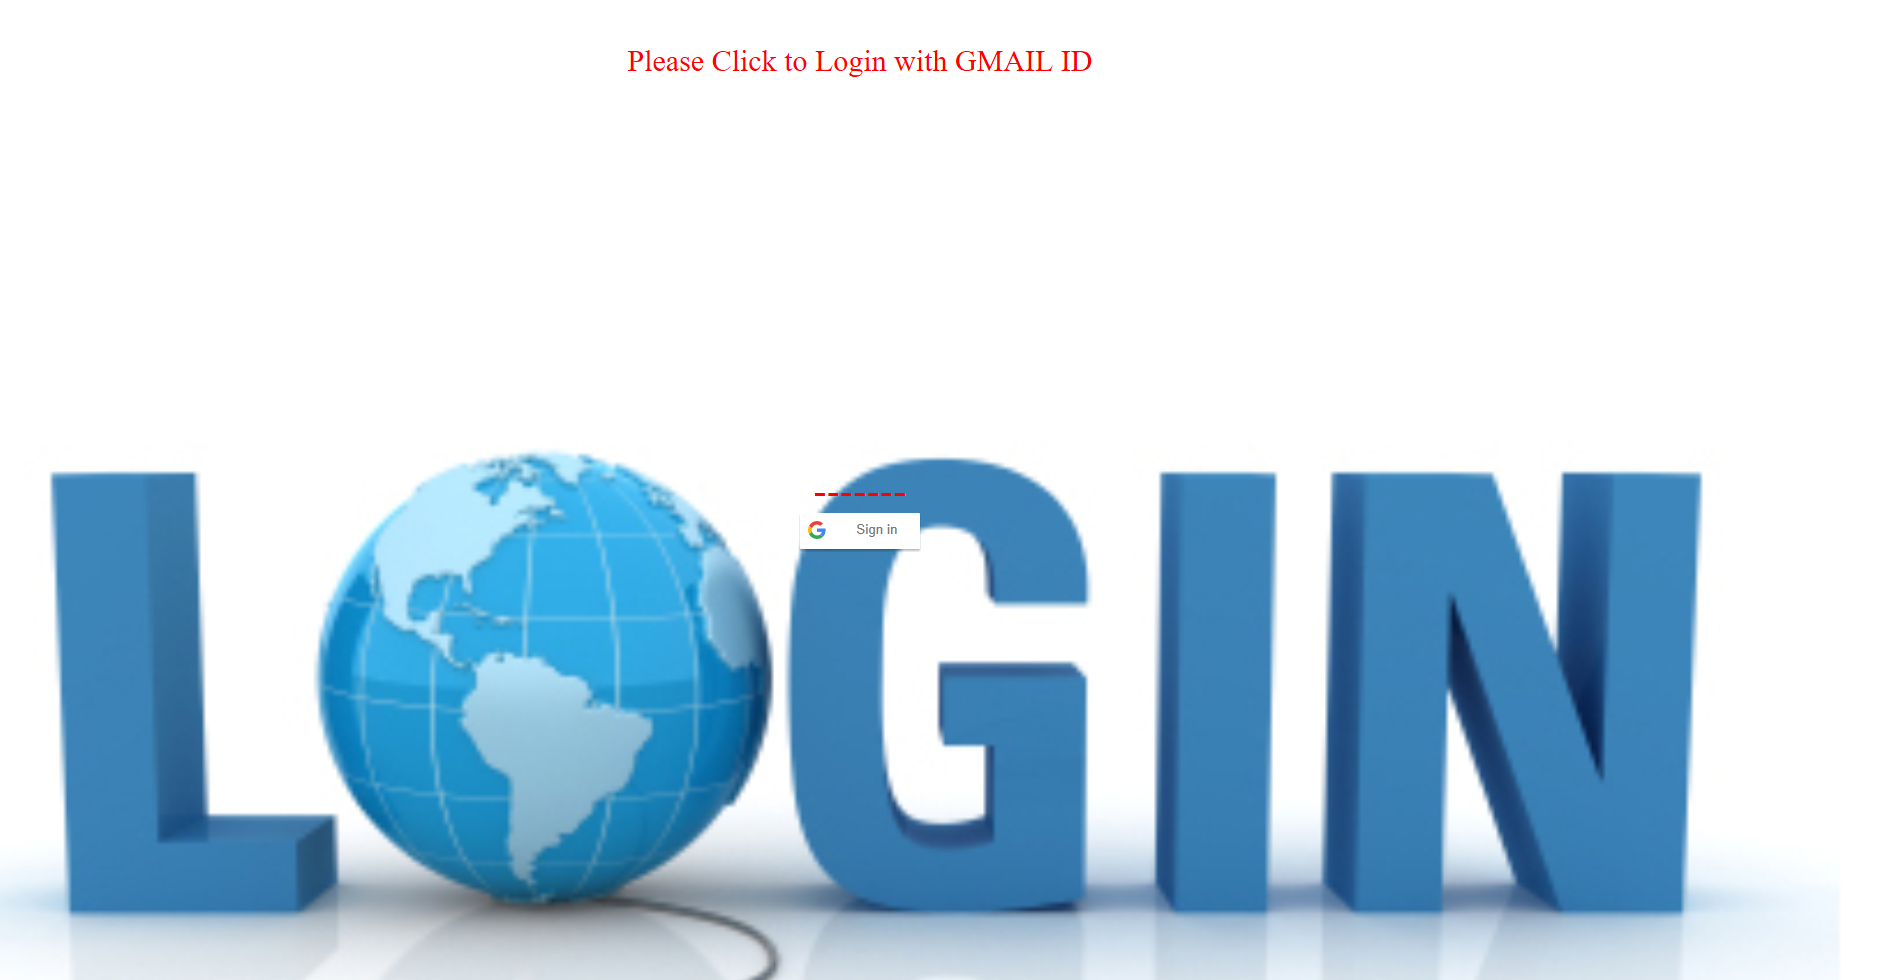 Please Click to Login with GMAIL ID
LOGIN
-------
Sign in